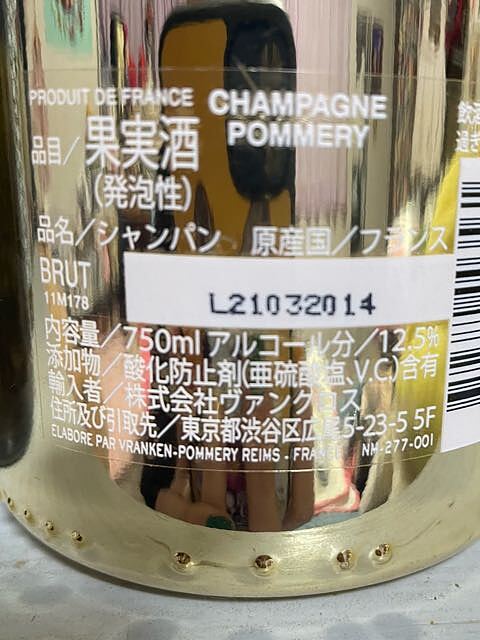 PRODUIT DE FRANCE
CHAMPAGNE
POMMERY
品目/果実酒
(発泡性)
品名/シャンパン 原産国/フランス
BRUT
11M178
L21032014
内容量/750ml アルコール分/12.5%
添加物/酸化防止剤(亜硫酸塩、V.C)含有
輸入者/株式会社ヴァンクロス
住所及び引取先/東京都渋谷区広尾5-23-5 5F
ELABORE PAR VRANKEN-POMMERY REIMS - FRANCE NM-277-001
飲酒
過ぎ